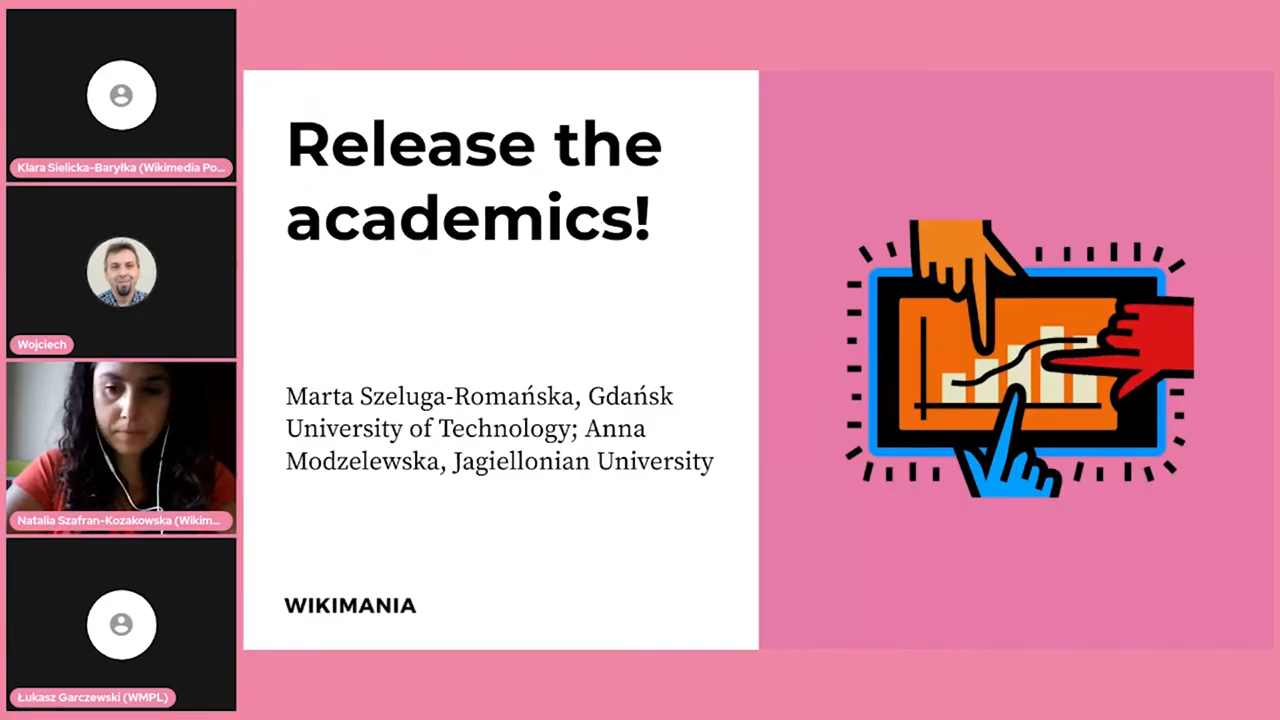 Klara Sielicka-Baryłka (Wikimedia Po...
Wojciech
Natalia Szafran-Kozakowska (Wikim...
Łukasz Garczewski (WMPL)
Release the
academics!
Marta Szeluga-Romańska, Gdańsk
University of Technology; Anna
Modzelewska, Jagiellonian University
WIKIMANIA